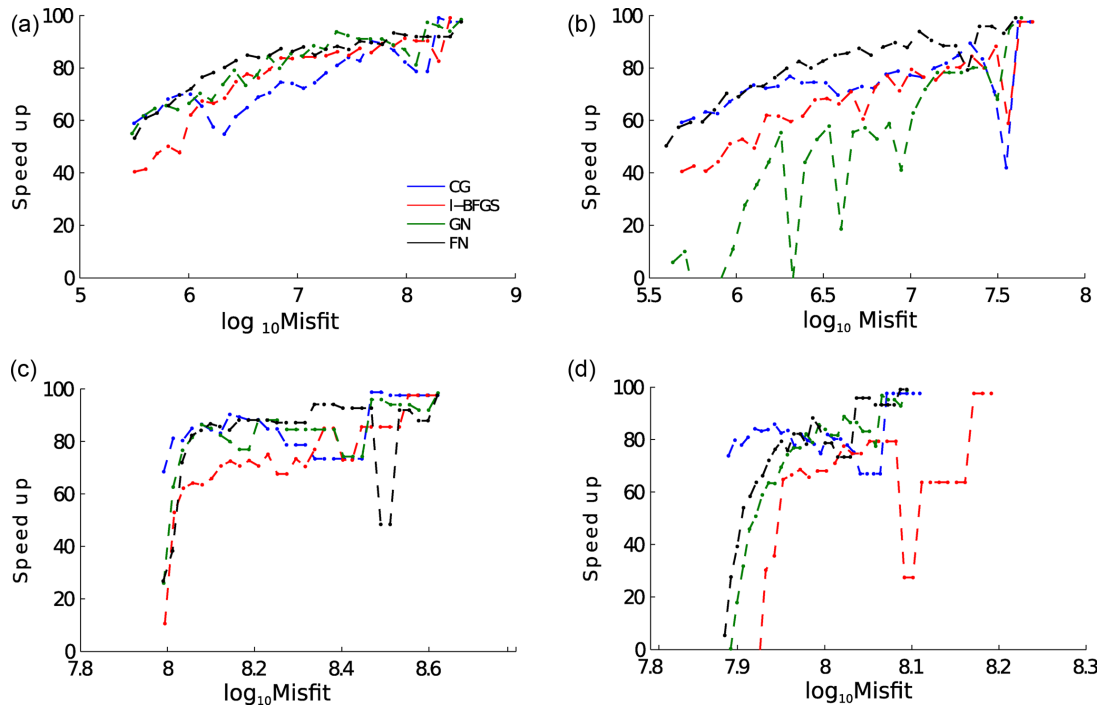 (a)
100
80
60
40
20
0
Speed up
5
6
7
8
9
log 10Misfit
CG
l-BFGS
GN
FN
(b)
100
80
60
40
20
0
Speed up
5.5
6
6.5
7
7.5
8
log10 Misfit
(c)
100
80
60
40
20
0
Speed up
7.8
8
8.2
8.4
8.6
log10Misfit
(d)
100
80
60
40
20
0
Speed up
7.8
7.9
8
8.1
8.2
8.3
log10Misfit